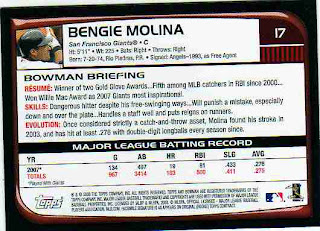 BENGIE MOLINA
17
San Francisco Giants® • C
Ht: 5'11" • Wt: 225 • Bats: Right • Throws: Right
Born: 7-20-74, Rio Piedras, P.R. • Signed: Angels-1993, as Free Agent
BOWMAN BRIEFING
RÉSUMÉ: Winner of two Gold Glove Awards...Fifth among MLB catchers in RBI since 2000...
Won Willie Mac Award as 2007 Giants most inspirational.
SKILLS: Dangerous hitter despite his free-swinging ways...Will punish a mistake, especially
down and over the plate...Handles a staff well and puts reigns on runners.
EVOLUTION: Once considered strictly a catch-and-throw asset, Molina found his stroke in
2003, and has hit at least .276 with double-digit longballs every season since.
MAJOR LEAGUE BATTING RECORD
YR G AB HR RBI SLG AVG
2007* 134 497 19 81 .433 .276
TOTALS 967 3414 103 500 .411 .275
*Played With Giants
Topps